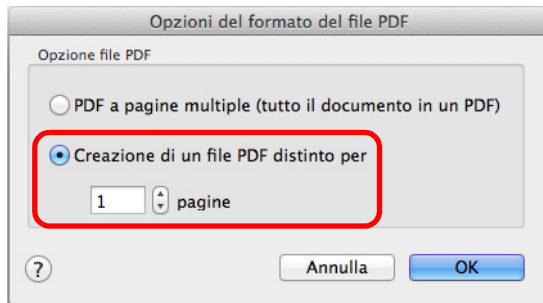 Opzioni del formato del file PDF
Opzione file PDF
PDF a pagine multiple (tutto il documento in un PDF)
Creazione di un file PDF distinto per
1 pagine
? Annulla OK